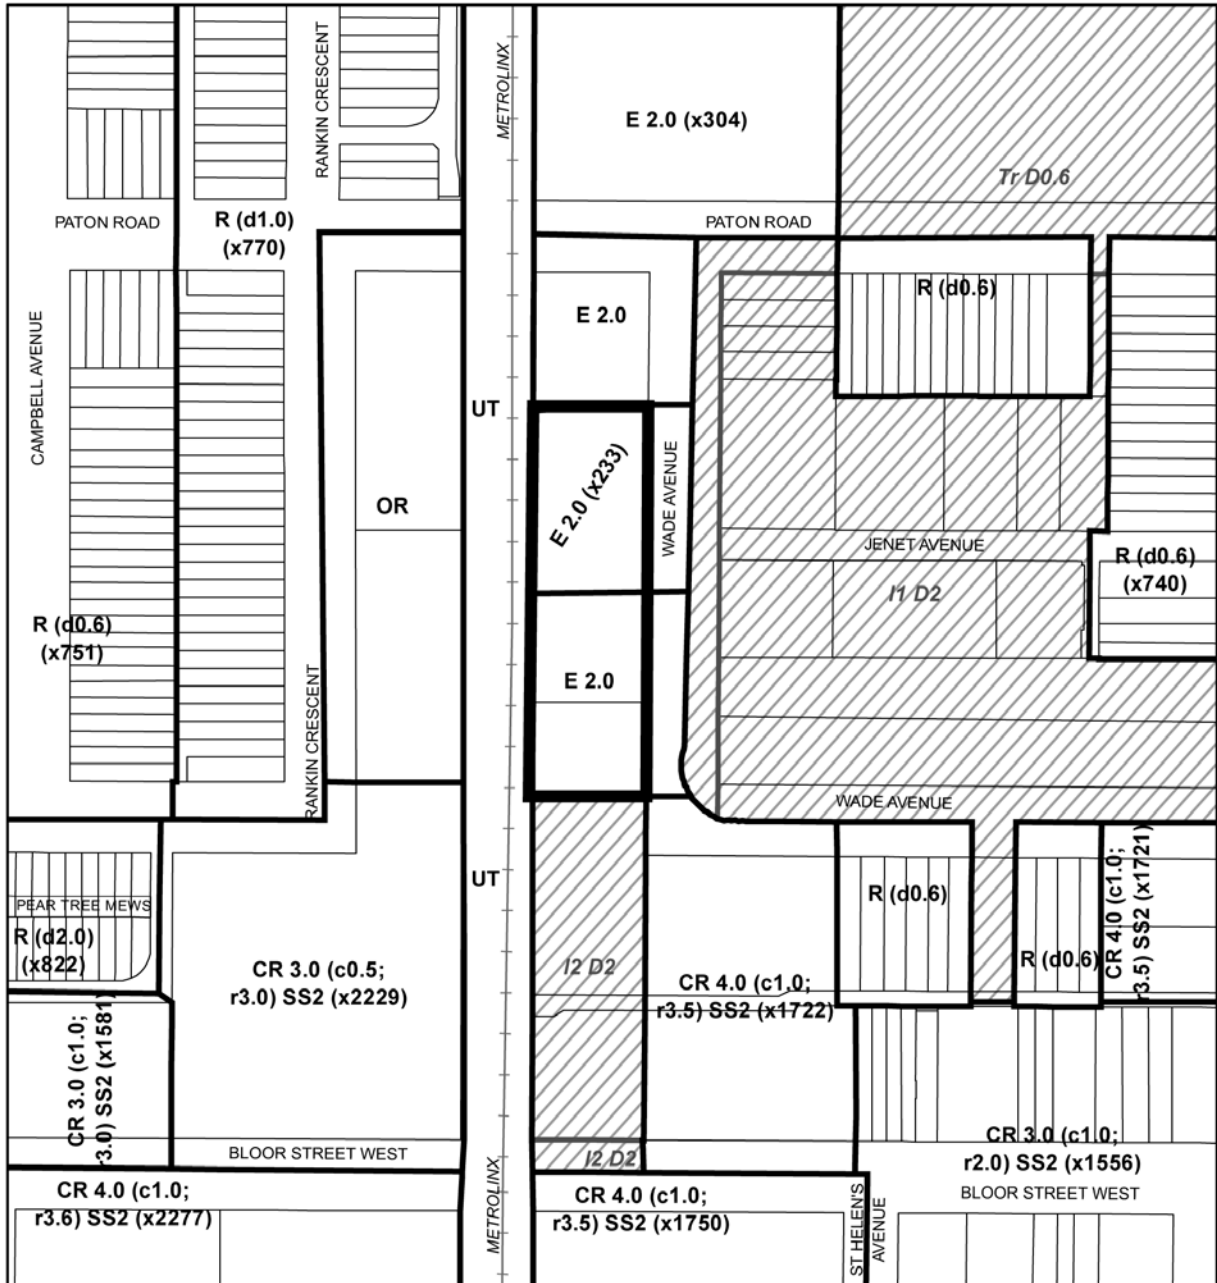 RANKIN CRESCENT
METROLINX
E 2.0 (x304)
Tr D0.6
PATON ROAD
R (d1.0)
(x770)
PATON ROAD
R (d0.6)
E 2.0
CAMPBELL AVENUE
UT
E 2.0 (x233)
WADE AVENUE
OR
JENET AVENUE
R (d0.6)
(x740)
I1 D2
R (d0.6)
(x751)
E 2.0
RANKIN CRESCENT
WADE AVENUE
UT
R (d0.6)
CR 4.0 (c1.0;
r3.5) SS2 (x1721)
PEAR TREE MEWS
R (d2.0)
(x822)
CR 3.0 (c0.5;
r3.0) SS2 (x2229)
I2 D2
CR 4.0 (c1.0;
r3.5) SS2 (x1722)
R (d0.6)
CR 3.0 (c1.0;
r3.0) SS2 (x1581)
BLOOR STREET WEST
I2 D2
CR 3.0 (c1.0;
r2.0) SS2 (x1556)
BLOOR STREET WEST
CR 4.0 (c1.0;
r3.6) SS2 (x2277)
METROLINX
CR 4.0 (c1.0;
r3.5) SS2 (x1750)
ST HELEN'S
AVENUE